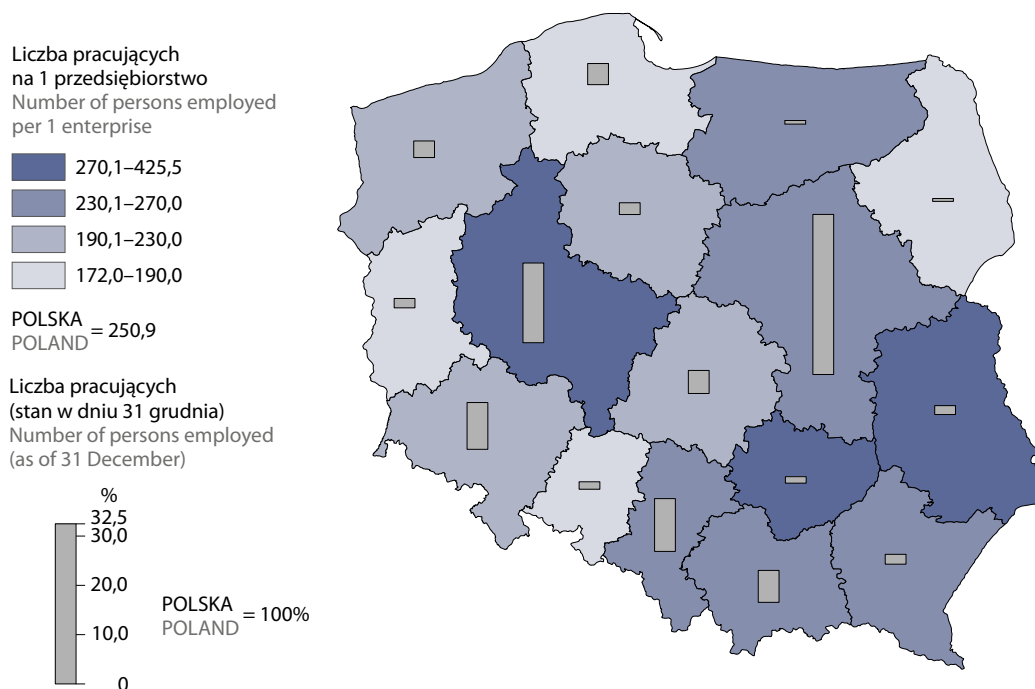 Liczba pracujących
na 1 przedsiębiorstwo
Number of persons employed
per 1 enterprise
270,1–425,5
230,1–270,0
190,1–230,0
172,0–190,0
POLSKA
POLAND = 250,9
Liczba pracujących
(stan w dniu 31 grudnia)
Number of persons employed
(as of 31 December)
%
32,5
30,0
20,0
10,0
0
POLSKA
POLAND = 100%